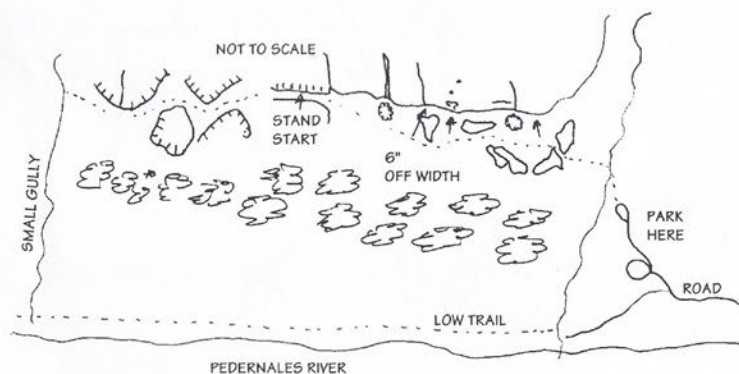 NOT TO SCALE
STAND
START
6"
OFF WIDTH
SMALL GULLY
PARK
HERE
ROAD
LOW TRAIL
PEDERNALES RIVER